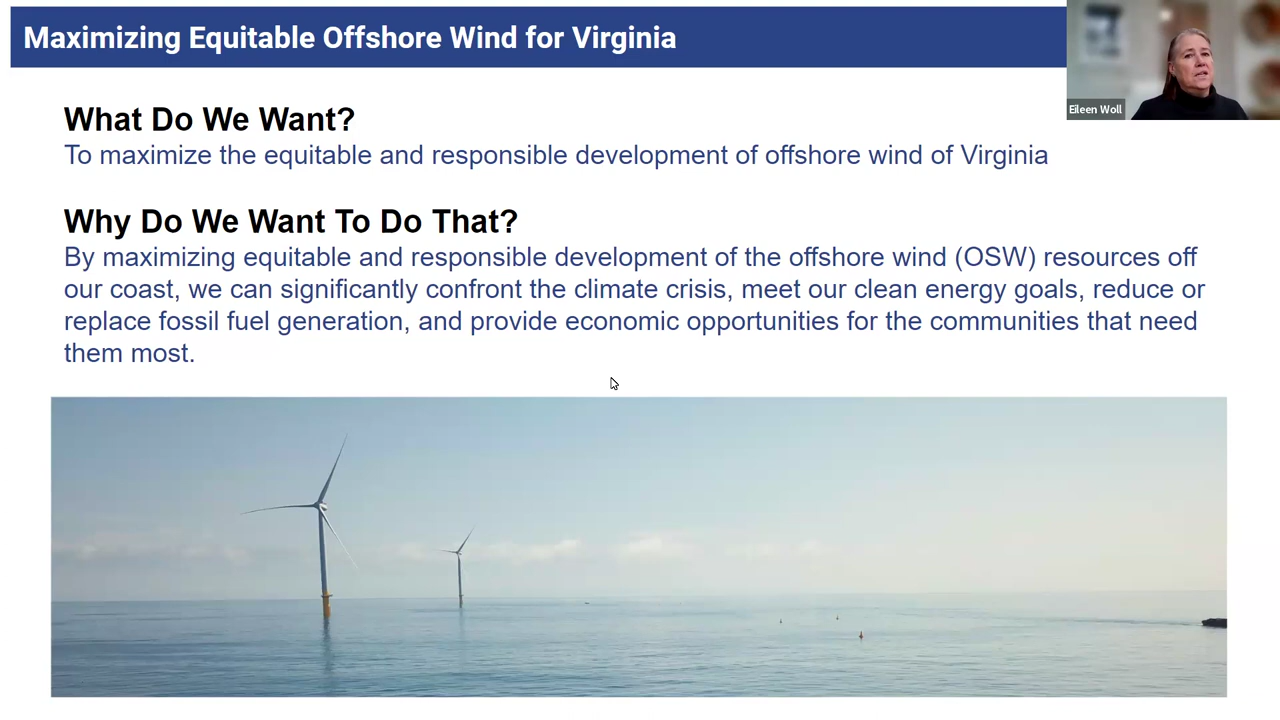 Maximizing Equitable Offshore Wind for Virginia
Eileen Woll
What Do We Want?
To maximize the equitable and responsible development of offshore wind of Virginia
Why Do We Want To Do That?
By maximizing equitable and responsible development of the offshore wind (OSW) resources off
our coast, we can significantly confront the climate crisis, meet our clean energy goals, reduce or
replace fossil fuel generation, and provide economic opportunities for the communities that need
them most.